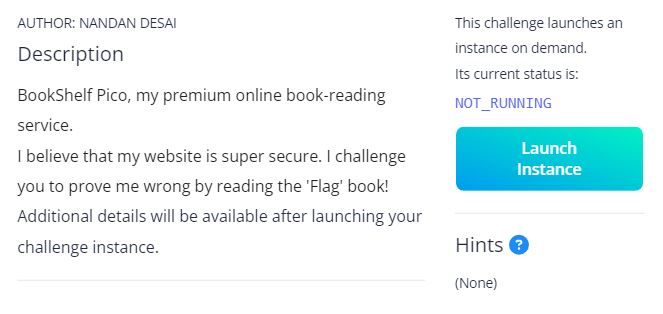 AUTHOR: NANDAN DESAI
Description
BookShelf Pico, my premium online book-reading
service.
I believe that my website is super secure. I challenge
you to prove me wrong by reading the 'Flag' book!
Additional details will be available after launching your
challenge instance.
This challenge launches an
instance on demand.
Its current status is:
NOT_RUNNING
Launch
Instance
Hints ?
(None)